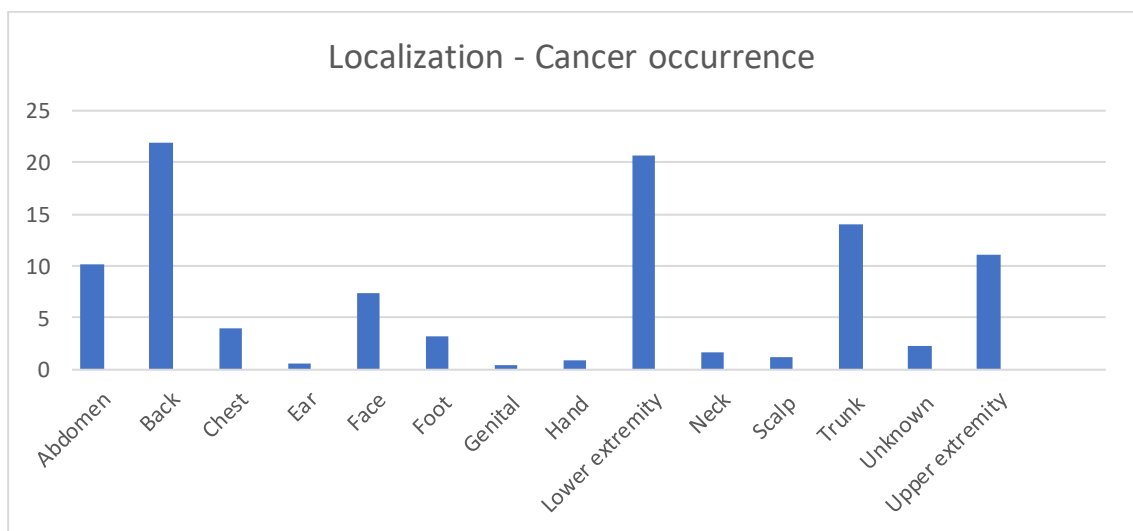 Localization - Cancer occurrence
25
20
15
10
5
0
Abdomen
Back
Chest
Ear
Face
Foot
Genital
Hand
Lower extremity
Neck
Scalp
Trunk
Unknown
Upper extremity